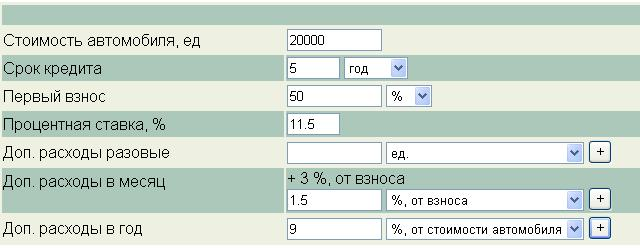 Стоимость автомобиля, ед 20000
Срок кредита 5 год
Первый взнос 50 %
Процентная ставка, % 11.5
Доп. расходы разовые ед. +
Доп. расходы в месяц + 3 %, от взноса
1.5 %, от взноса +
Доп. расходы в год 9 %, от стоимости автомобиля +